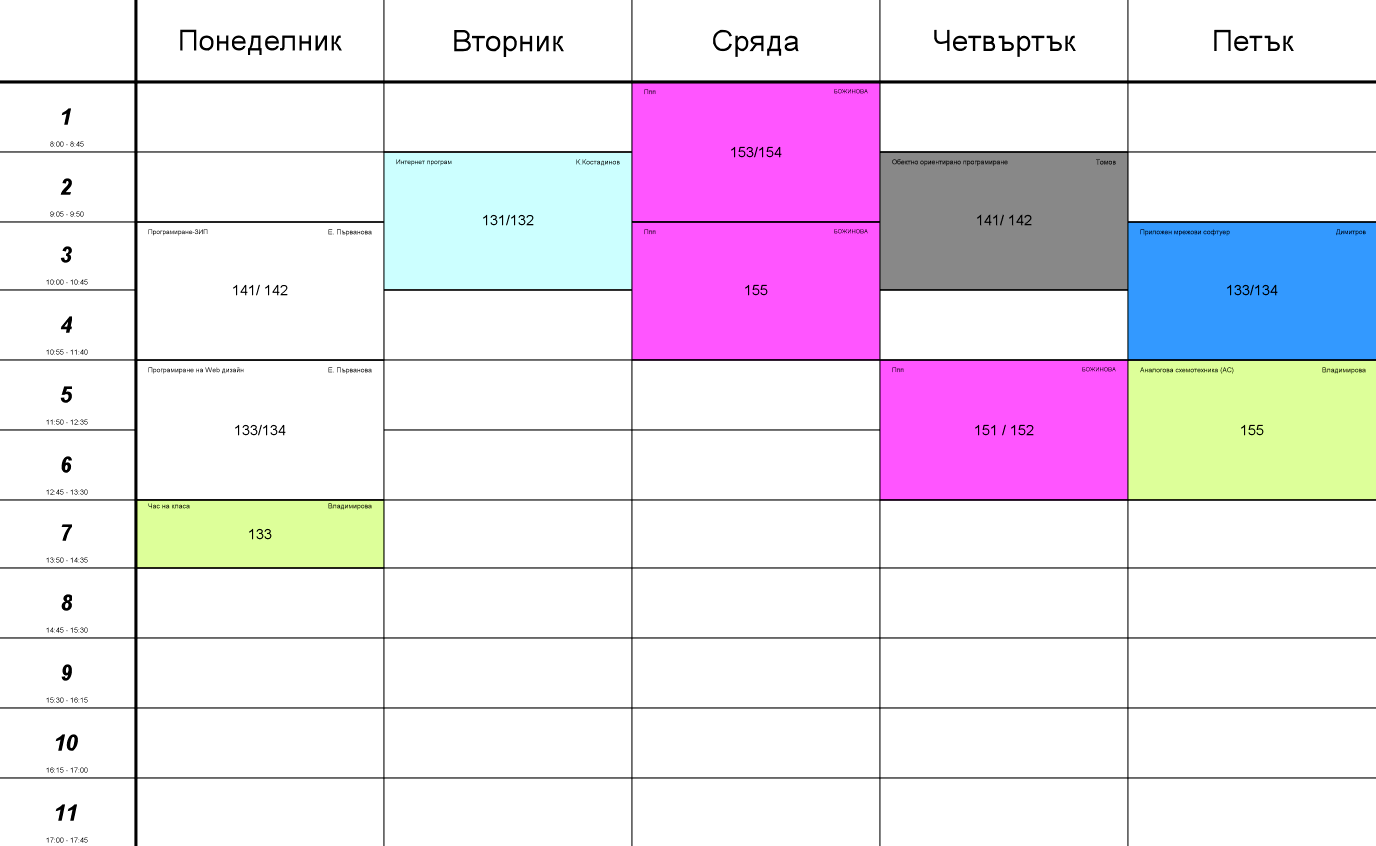 Понеделник
Вторник
Сряда
Четвъртък
Петък
1
8:00 - 8:45
Ппп БОЖИНОВА
153/154
2
9:05 - 9:50
Интернет програм К.Костадинов
131/132
Обектно ориентирано програмиране Томов
141/ 142
3
10:00 - 10:45
Програмиране-ЗИП Е. Първанова
141/ 142
Ппп БОЖИНОВА
155
Приложен мрежови софтуер Димитров
133/134
4
10:55 - 11:40
5
11:50 - 12:35
Програмиране на Web дизайн Е. Първанова
133/134
Ппп БОЖИНОВА
151 / 152
Аналогова схемотехника (АС) Владимирова
155
6
12:45 - 13:30
7
13:50 - 14:35
Час на класа Владимирова
133
8
14:45 - 15:30
9
15:30 - 16:15
10
16:15 - 17:00
11
17:00 - 17:45